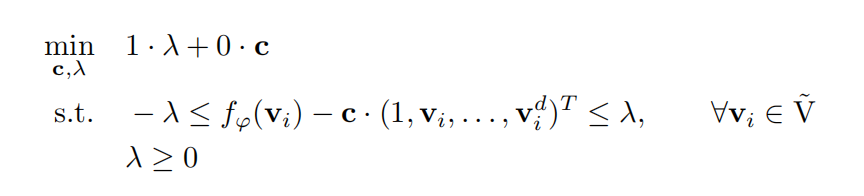 min 1 · λ + 0 · c
c,λ
s.t. − λ ≤ f_φ(v_i) − c · (1, v_i, . . . , v_i^d)^T ≤ λ, ∀v_i ∈ Ṽ
λ ≥ 0